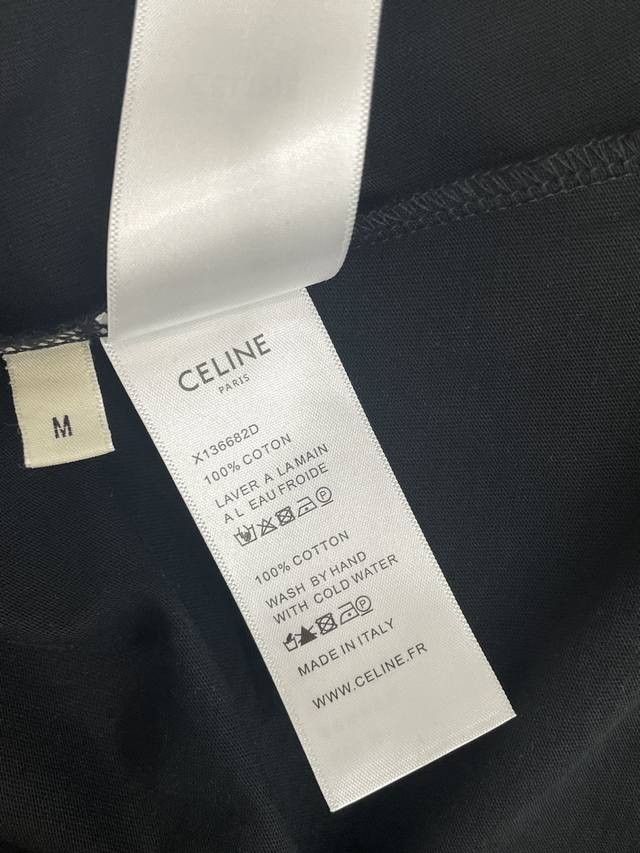 M
CELINE
PARIS
X136682D
100% COTON
LAVER A LA MAIN
A L EAU FROIDE
100% COTTON
WASH BY HAND
WITH COLD WATER
MADE IN ITALY
WWW.CELINE.FR